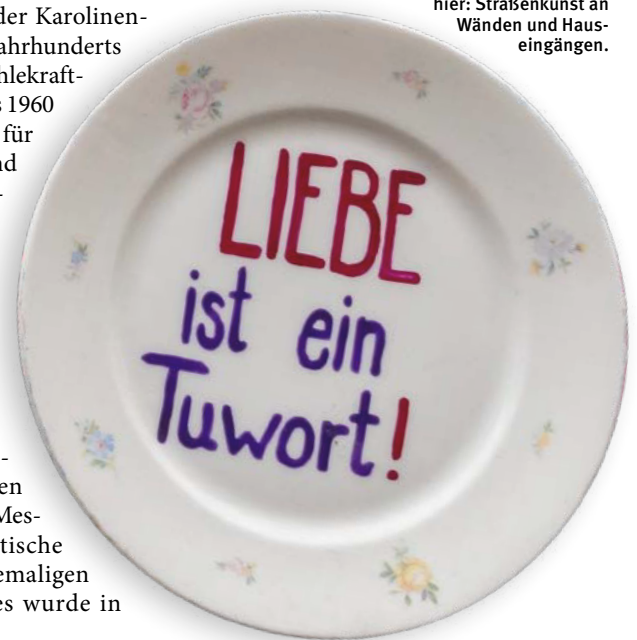 der Karolinen-
ahrhunderts
hlekraft-
1960
für
nd
-
-
en
Mes-
tische
emaligen
es wurde in
hier: Straßenkunst an
Wänden und Haus-
eingängen.
LIEBE
ist ein
Tuwort!